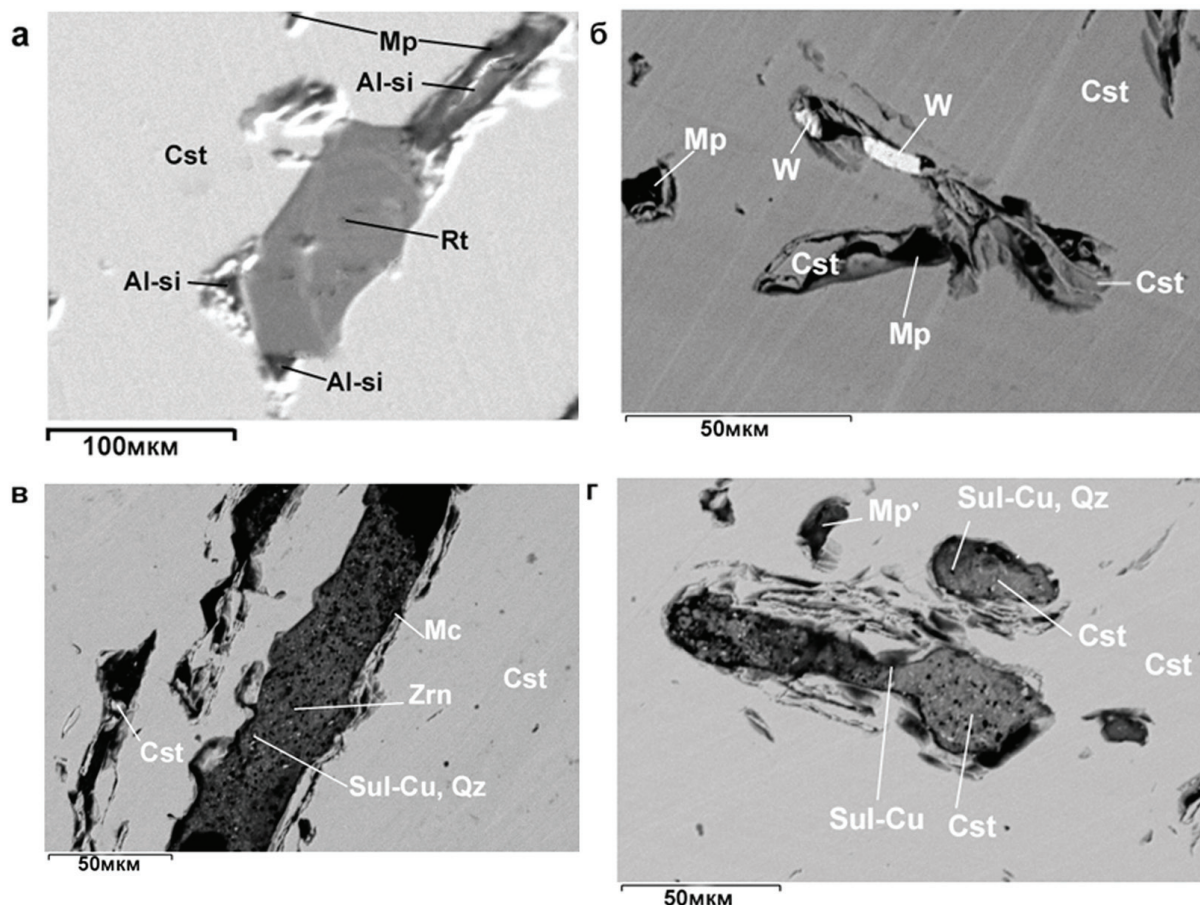 а
Mp
Al-si
Cst
Rt
Al-si
Al-si
100мкм
б
Cst
W
W
Mp
Cst
Cst
Mp
50мкм
в
Mc
Cst
Zrn
Cst
Sul-Cu, Qz
50мкм
г
Sul-Cu, Qz
Mp
Cst
Cst
Sul-Cu
Cst
50мкм